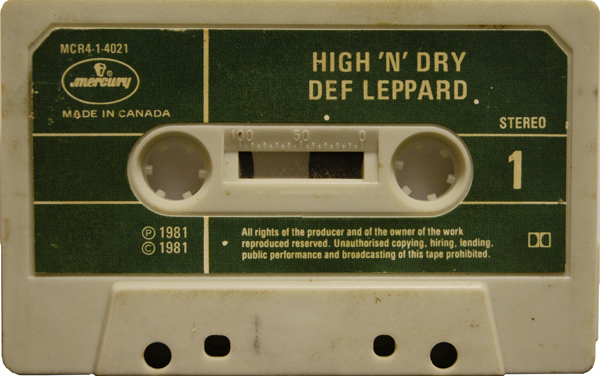 MCR4-1-4021
mercury
MADE IN CANADA
HIGH 'N' DRY
DEF LEPPARD
STEREO
1
100 50 0
Ⓟ 1981
© 1981
All rights of the producer and of the owner of the work
reproduced reserved. Unauthorised copying, hiring, lending,
public performance and broadcasting of this tape prohibited.